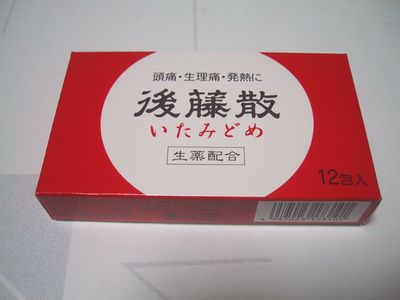 頭痛・生理痛・発熱に
後藤散
いたみどめ
生薬配合
12包入